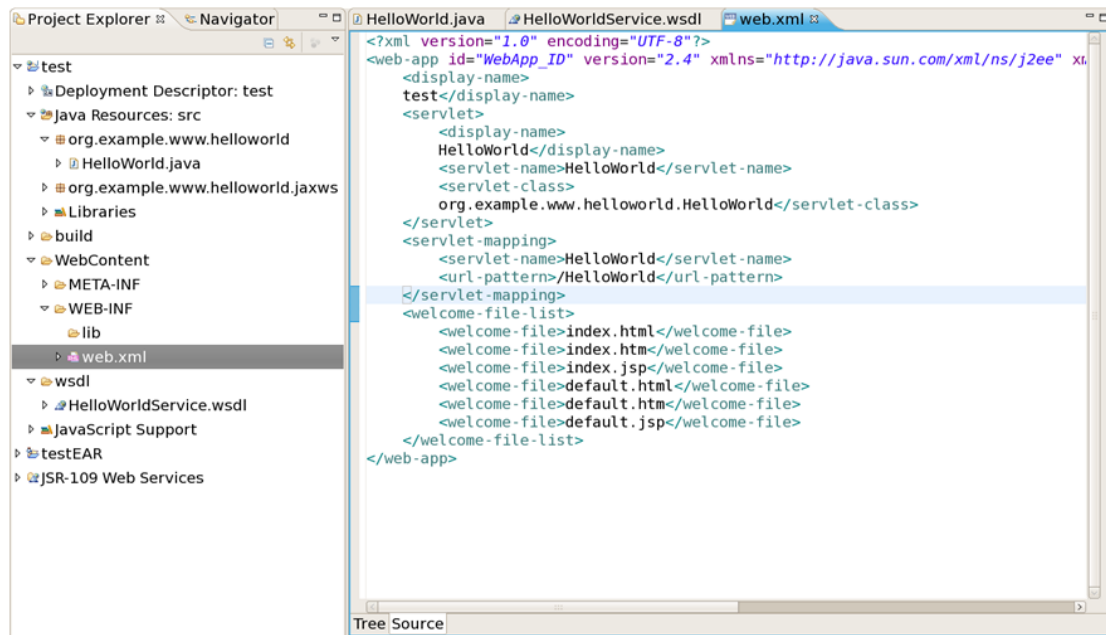 Project Explorer
Navigator
test
Deployment Descriptor: test
Java Resources: src
org.example.www.helloworld
HelloWorld.java
org.example.www.helloworld.jaxws
Libraries
build
WebContent
META-INF
WEB-INF
lib
web.xml
wsdl
HelloWorldService.wsdl
JavaScript Support
testEAR
JSR-109 Web Services
HelloWorld.java
HelloWorldService.wsdl
web.xml
<?xml version="1.0" encoding="UTF-8"?>
<web-app id="WebApp_ID" version="2.4" xmlns="http://java.sun.com/xml/ns/j2ee"
<display-name>
test</display-name>
<servlet>
<display-name>
HelloWorld</display-name>
<servlet-name>HelloWorld</servlet-name>
<servlet-class>
org.example.www.helloworld.HelloWorld</servlet-class>
</servlet>
<servlet-mapping>
<servlet-name>HelloWorld</servlet-name>
<url-pattern>/HelloWorld</url-pattern>
</servlet-mapping>
<welcome-file-list>
<welcome-file>index.html</welcome-file>
<welcome-file>index.htm</welcome-file>
<welcome-file>index.jsp</welcome-file>
<welcome-file>default.html</welcome-file>
<welcome-file>default.htm</welcome-file>
<welcome-file>default.jsp</welcome-file>
</welcome-file-list>
</web-app>
Tree Source